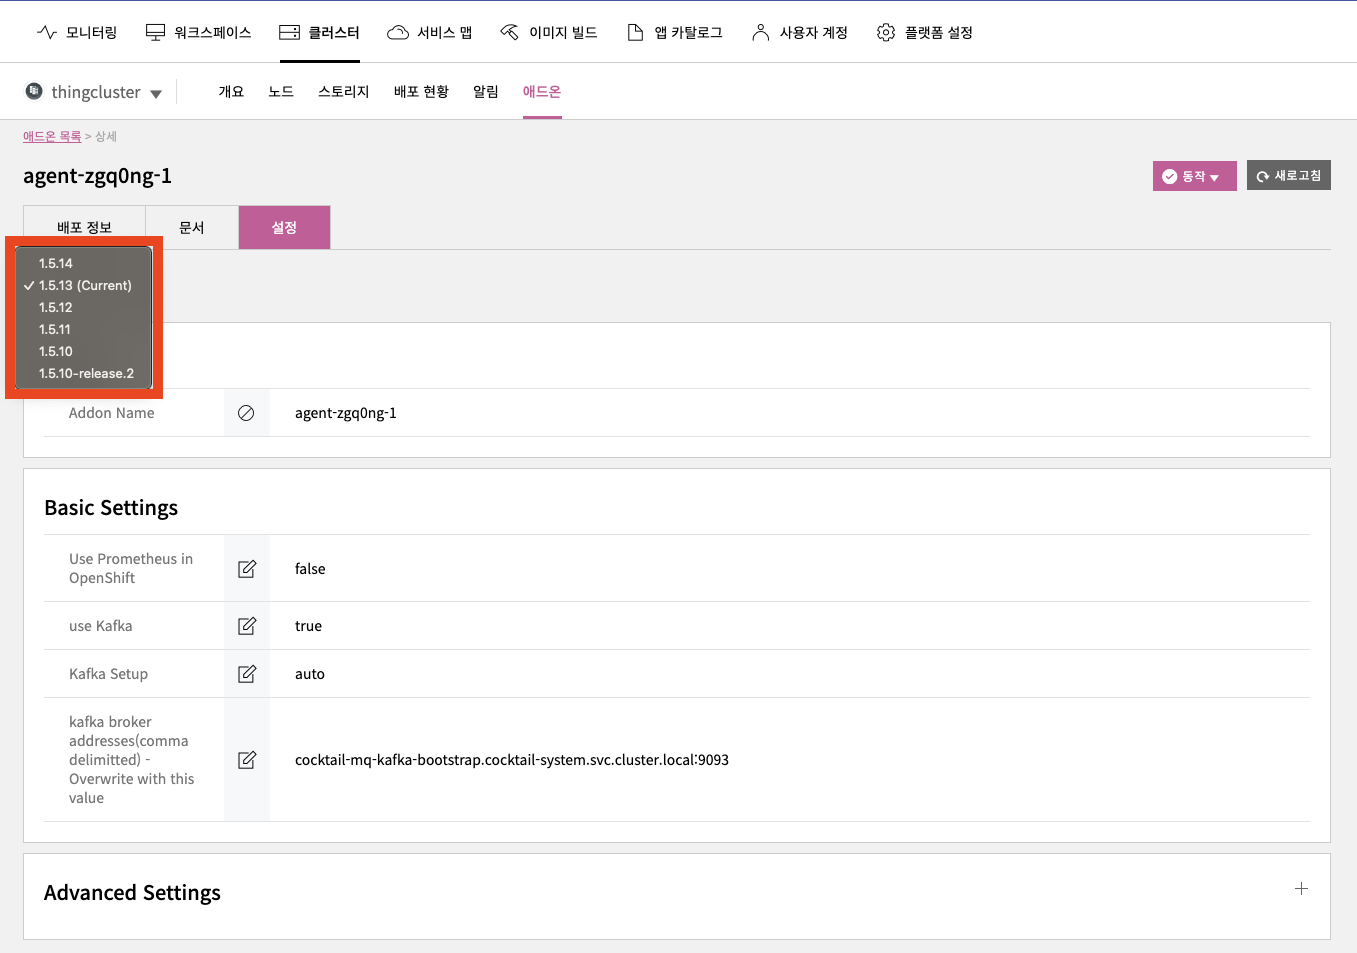 모니터링
워크스페이스
클러스터
서비스 맵
이미지 빌드
앱 카탈로그
사용자 계정
플랫폼 설정
thingcluster
개요
노드
스토리지
배포 현황
알림
애드온
애드온 목록 > 상세
agent-zgq0ng-1
동작
새로고침
배포 정보
문서
설정
1.5.14
1.5.13 (Current)
1.5.12
1.5.11
1.5.10
1.5.10-release.2
Addon Name
agent-zgq0ng-1
Basic Settings
Use Prometheus in
OpenShift
false
use Kafka
true
Kafka Setup
auto
kafka broker
addresses(comma
delimitted) -
Overwrite with this
value
cocktail-mq-kafka-bootstrap.cocktail-system.svc.cluster.local:9093
Advanced Settings